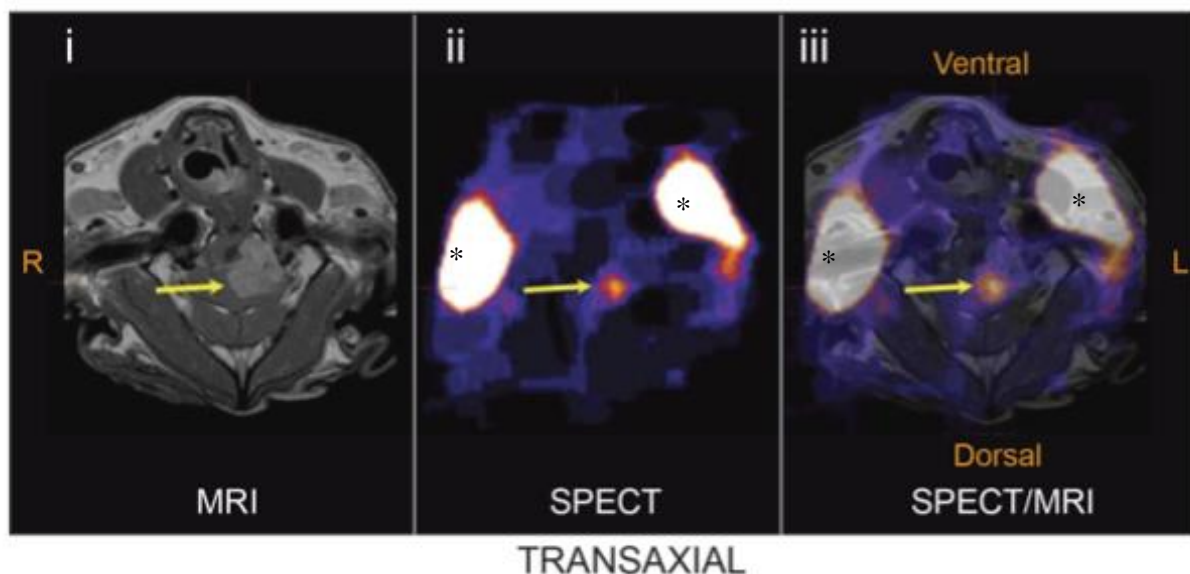 i
ii
iii
Ventral
R
*
*
*
*
L
Dorsal
MRI
SPECT
SPECT/MRI
TRANSAXIAL